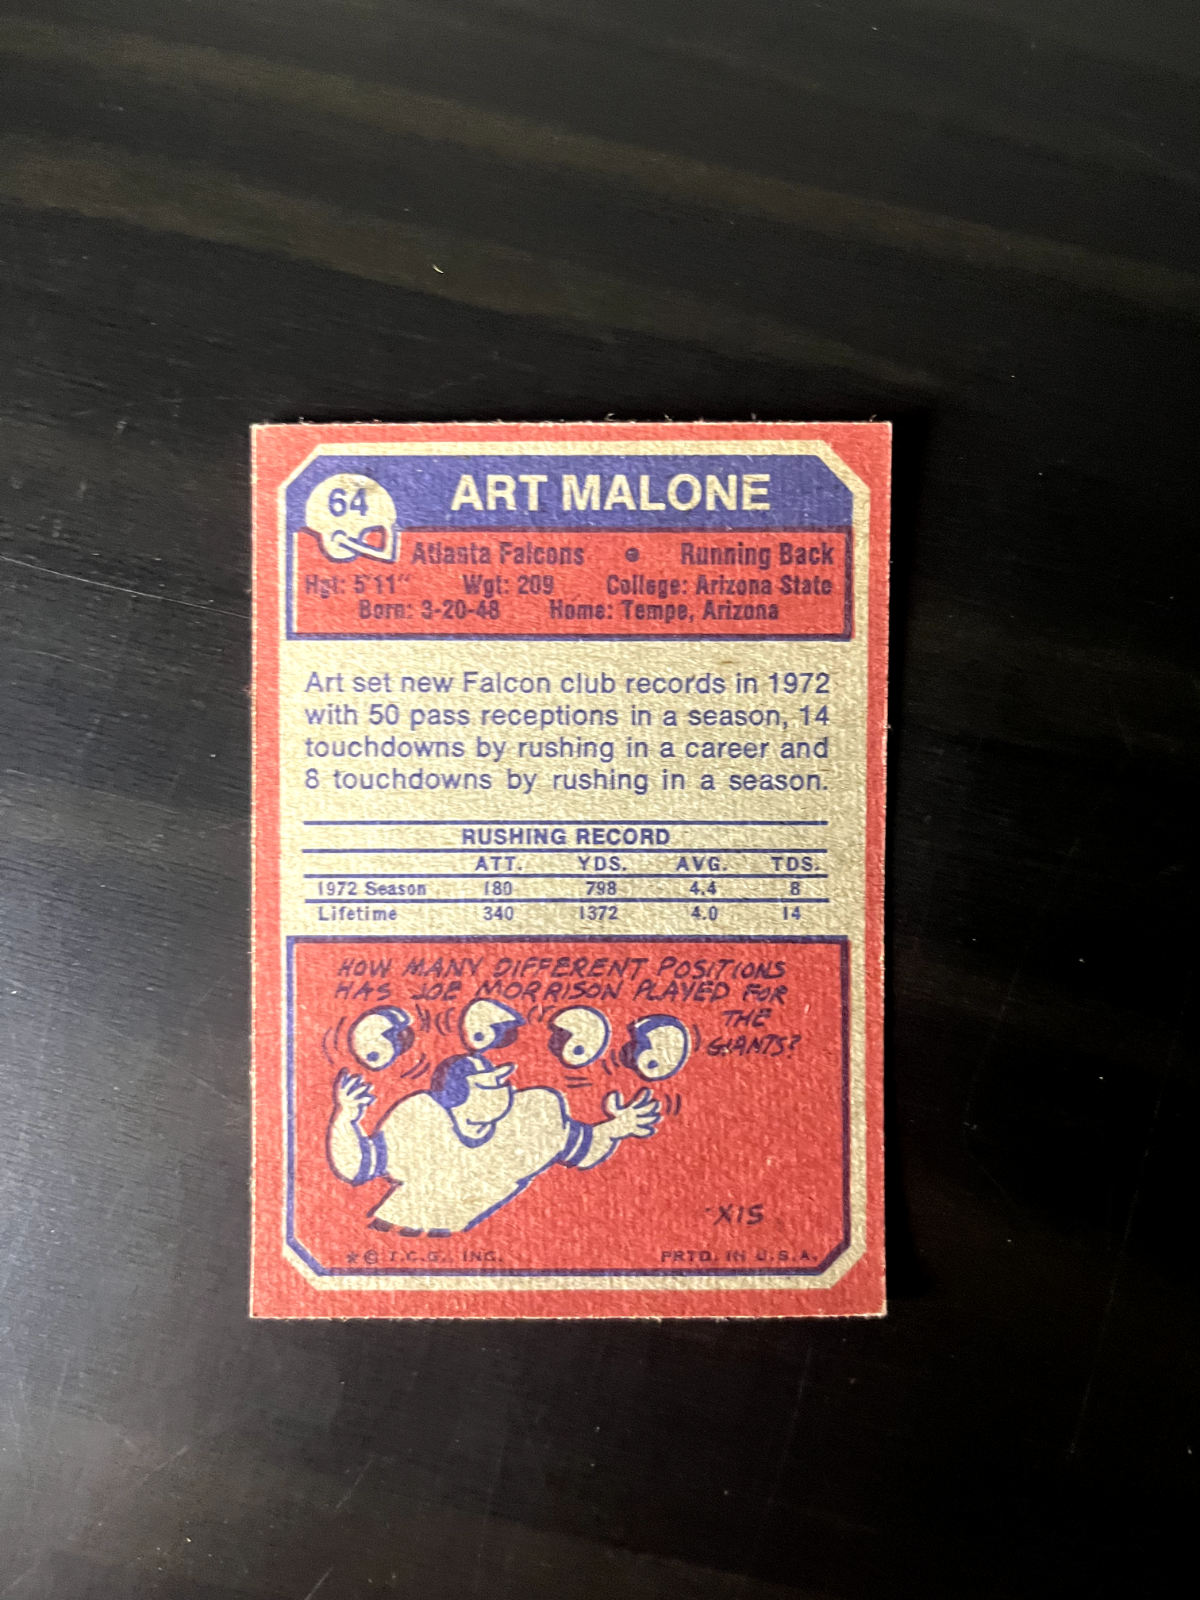 64
ART MALONE
Atlanta Falcons • Running Back
Hgt: 5'11" Wgt: 209 College: Arizona State
Born: 3-20-48 Home: Tempe, Arizona
Art set new Falcon club records in 1972
with 50 pass receptions in a season, 14
touchdowns by rushing in a career and
8 touchdowns by rushing in a season.
RUSHING RECORD
ATT. YDS. AVG. TDS.
1972 Season 180 798 4.4 8
Lifetime 340 1372 4.0 14
HOW MANY DIFFERENT POSITIONS
HAS JOE MORRISON PLAYED FOR
THE
GIANTS?
XIS
*© T.C.G., INC. PRTD. IN U.S.A.